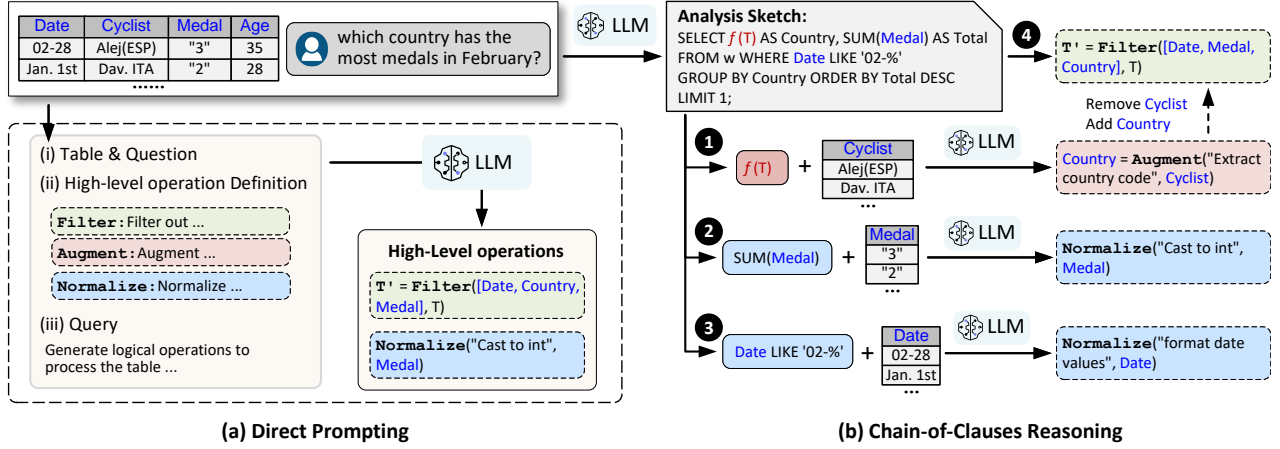 Date Cyclist Medal Age
02-28 Alej(ESP) "3" 35
Jan. 1st Dav. ITA "2" 28
......
which country has the
most medals in February?
LLM
Analysis Sketch:
SELECT f(T) AS Country, SUM(Medal) AS Total
FROM w WHERE Date LIKE '02-%'
GROUP BY Country ORDER BY Total DESC
LIMIT 1;
4
T' = Filter([Date, Medal,
Country], T)
Remove Cyclist
Add Country
(i) Table & Question
(ii) High-level operation Definition
Filter:Filter out ...
Augment:Augment ...
Normalize:Normalize ...
(iii) Query
Generate logical operations to
process the table ...
LLM
High-Level operations
T' = Filter([Date, Country,
Medal], T)
Normalize("Cast to int",
Medal)
1
f(T)
+
Cyclist
Alej(ESP)
Dav. ITA
...
LLM
Country = Augment("Extract
country code", Cyclist)
2
SUM(Medal)
+
Medal
"3"
"2"
...
LLM
Normalize("Cast to int",
Medal)
3
Date LIKE '02-%'
+
Date
02-28
Jan. 1st
...
LLM
Normalize("format date
values", Date)
(a) Direct Prompting
(b) Chain-of-Clauses Reasoning